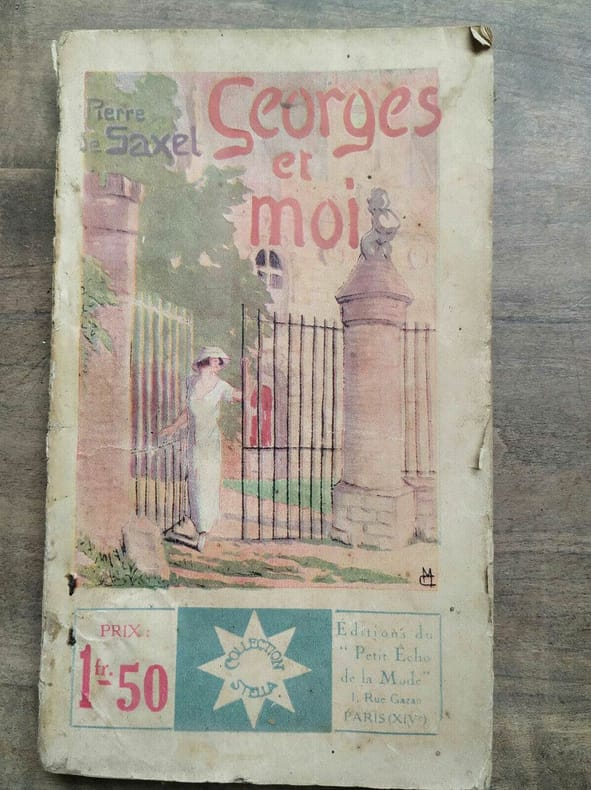 Pierre
de Saxel
Georges
et
moi
PRIX :
1fr. 50
COLLECTION
STELLA
Éditions du
" Petit Écho
de la Mode"
1, Rue Gazan
PARIS (XIVe)